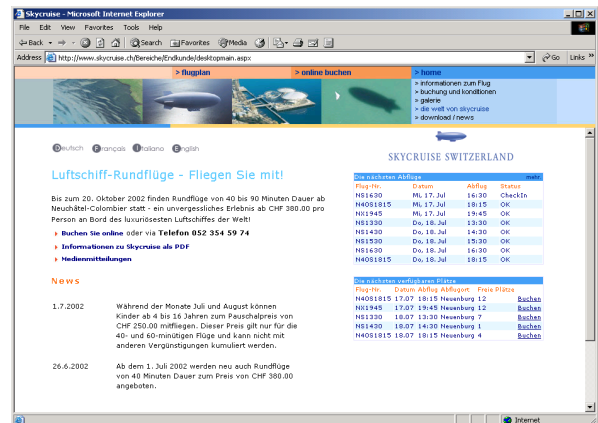 Skycruise - Microsoft Internet Explorer
File Edit View Favorites Tools Help
Back Search Favorites Media
Address http://www.skycruise.ch/Bereiche/Endkunde/desktopmain.aspx Go Links »
> flugplan > online buchen > home
> informationen zum Flug
> buchung und konditionen
> galerie
> die welt von skycruise
> download / news
Deutsch Français Italiano English
SKYCRUISE SWITZERLAND
Luftschiff-Rundflüge - Fliegen Sie mit!
Bis zum 20. Oktober 2002 finden Rundflüge von 40 bis 90 Minuten Dauer ab
Neuchâtel-Colombier statt - ein unvergessliches Erlebnis ab CHF 380.00 pro
Person an Bord des luxuriösesten Luftschiffes der Welt!
Buchen Sie online oder via Telefon 052 354 59 74
Informationen zu Skycruise als PDF
Medienmitteilungen
News
1.7.2002 Während der Monate Juli und August können
Kinder ab 4 bis 16 Jahren zum Pauschalpreis von
CHF 250.00 mitfliegen. Dieser Preis gilt nur für die
40- und 60-minütigen Flüge und kann nicht mit
anderen Vergünstigungen kumuliert werden.
26.6.2002 Ab dem 1. Juli 2002 werden neu auch Rundflüge
von 40 Minuten Dauer zum Preis von CHF 380.00
angeboten.
Die nächsten Abflüge mehr
Flug-Nr. Datum Abflug Status
NS1630 Mi, 17. Jul 16:30 CheckIn
N40S1815 Mi, 17. Jul 18:15 OK
NX1945 Mi, 17. Jul 19:45 OK
NS1330 Do, 18. Jul 13:30 OK
NS1430 Do, 18. Jul 14:30 OK
NS1530 Do, 18. Jul 15:30 OK
NS1630 Do, 18. Jul 16:30 OK
N40S1815 Do, 18. Jul 18:15 OK
Die nächsten verfügbaren Plätze
Flug-Nr. Datum Abflug Abflugort Freie Plätze
N40S1815 17.07 18:15 Neuenburg 12 Buchen
NX1945 17.07 19:45 Neuenburg 12 Buchen
NS1330 18.07 13:30 Neuenburg 7 Buchen
NS1430 18.07 14:30 Neuenburg 1 Buchen
N40S1815 18.07 18:15 Neuenburg 4 Buchen
Internet